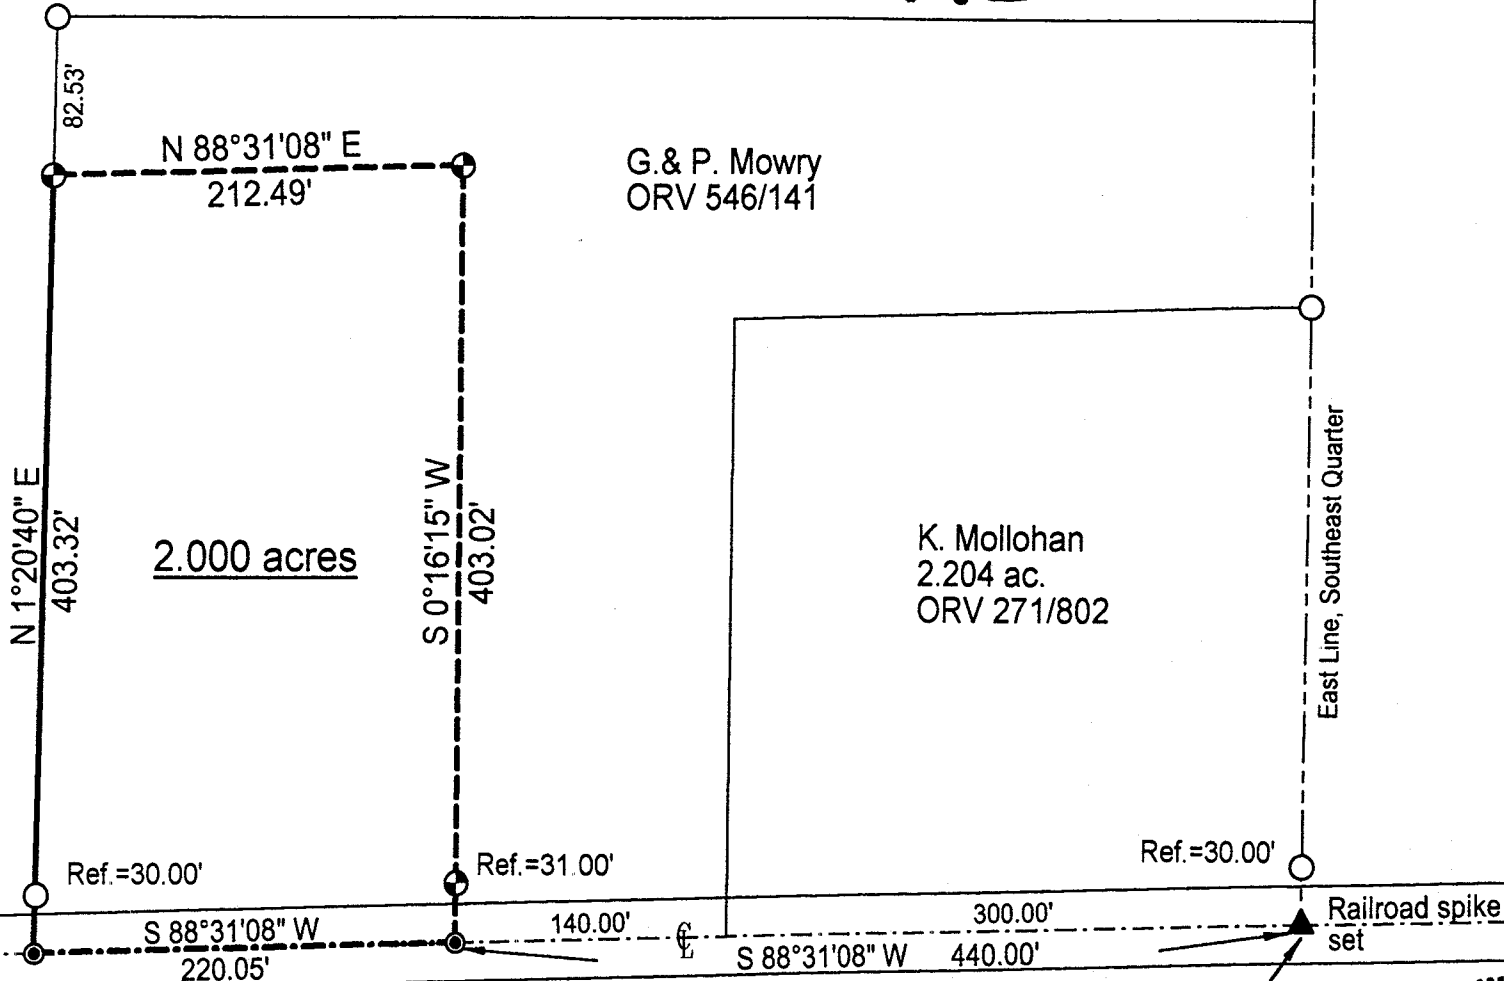 82.53'
N 88°31'08" E
212.49'
G.& P. Mowry
ORV 546/141
N 1°20'40" E
403.32'
2.000 acres
S 0°16'15" W
403.02'
K. Mollohan
2.204 ac.
ORV 271/802
East Line, Southeast Quarter
Ref.=30.00'
Ref.=31.00'
Ref.=30.00'
S 88°31'08" W
220.05'
140.00'
℄
300.00'
S 88°31'08" W 440.00'
Railroad spike
set